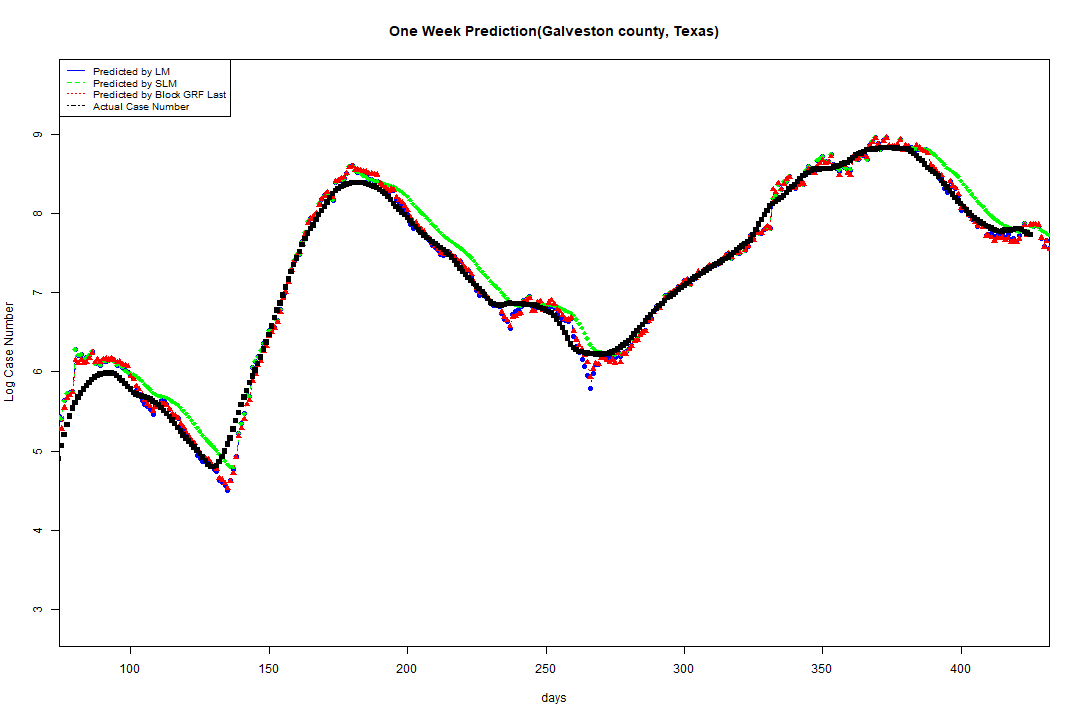 One Week Prediction(Galveston county, Texas)
Predicted by LM
Predicted by SLM
Predicted by Block GRF Last
Actual Case Number
9
8
7
6
5
4
3
Log Case Number
100 150 200 250 300 350 400
days